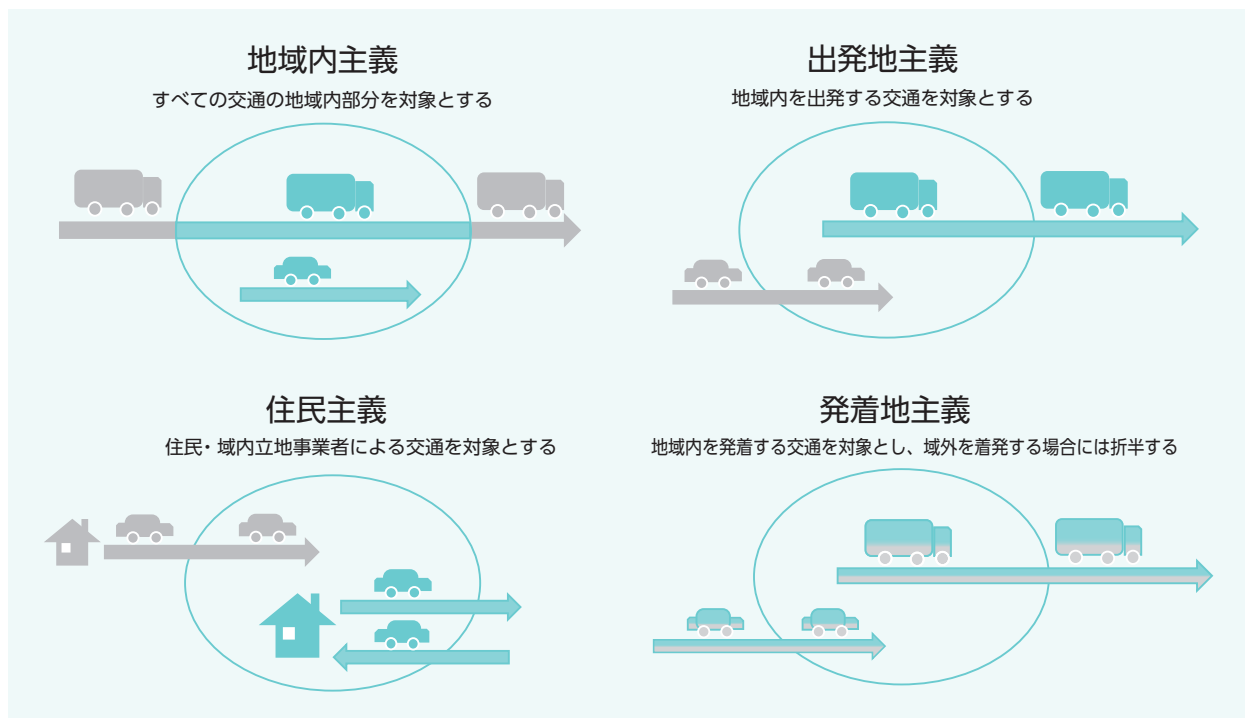 地域内主義
すべての交通の地域内部分を対象とする
出発地主義
地域内を出発する交通を対象とする
住民主義
住民・域内立地事業者による交通を対象とする
発着地主義
地域内を発着する交通を対象とし、域外を着発する場合には折半する